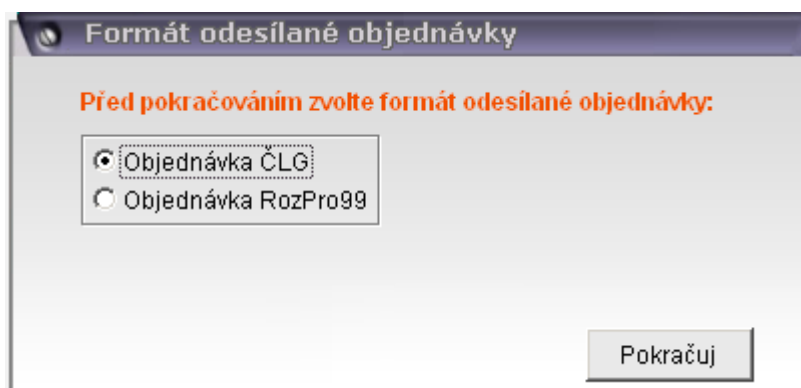 Formát odesílané objednávky
Před pokračováním zvolte formát odesílané objednávky:
Objednávka ČLG
Objednávka RozPro99
Pokračuj